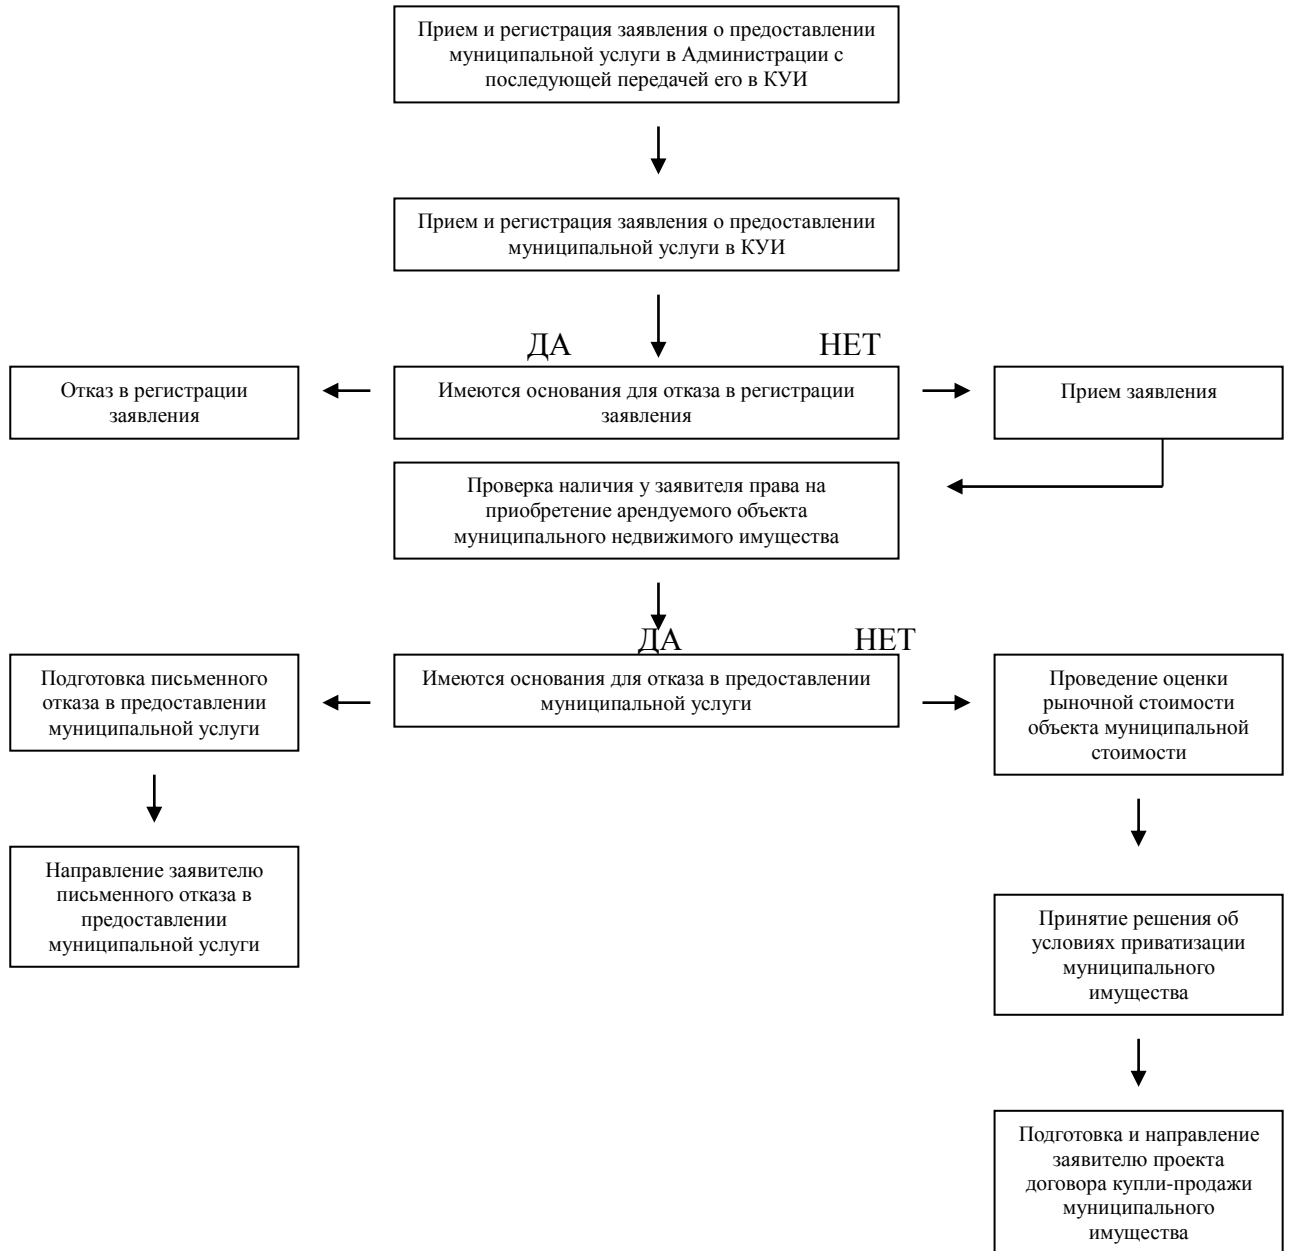 Прием и регистрация заявления о предоставлении
муниципальной услуги в Администрации с
последующей передачей его в КУИ
Прием и регистрация заявления о предоставлении
муниципальной услуги в КУИ
ДА
НЕТ
Отказ в регистрации
заявления
Имеются основания для отказа в регистрации
заявления
Прием заявления
Проверка наличия у заявителя права на
приобретение арендуемого объекта
муниципального недвижимого имущества
ДА
НЕТ
Подготовка письменного
отказа в предоставлении
муниципальной услуги
Имеются основания для отказа в предоставлении
муниципальной услуги
Проведение оценки
рыночной стоимости
объекта муниципальной
стоимости
Направление заявителю
письменного отказа в
предоставлении
муниципальной услуги
Принятие решения об
условиях приватизации
муниципального
имущества
Подготовка и направление
заявителю проекта
договора купли-продажи
муниципального
имущества